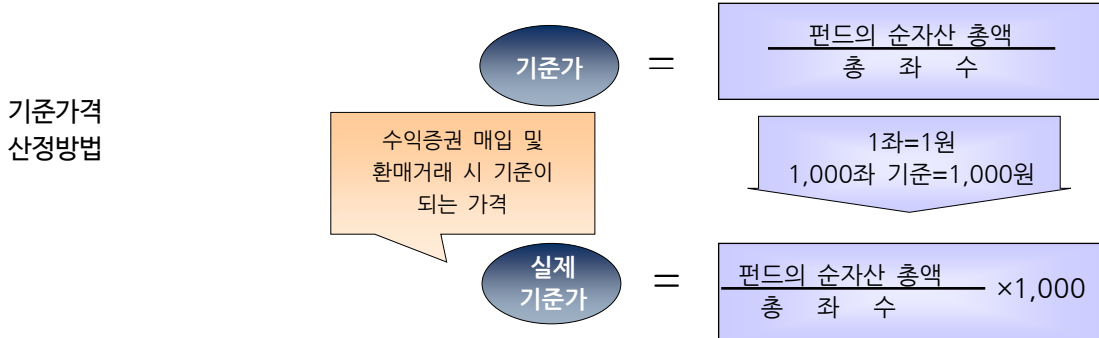 기준가격
산정방법
기준가
=
펀드의 순자산 총액
총 좌 수
수익증권 매입 및
환매거래 시 기준이
되는 가격
1좌=1원
1,000좌 기준=1,000원
실제
기준가
=
펀드의 순자산 총액
총 좌 수
×1,000